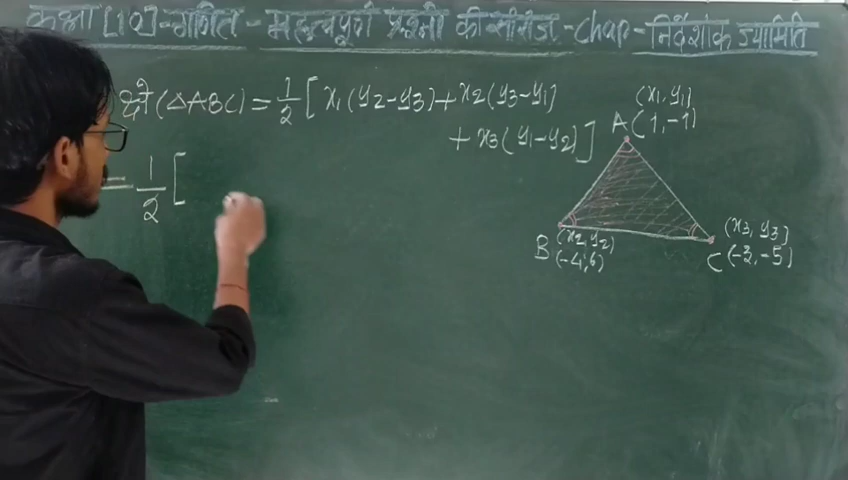 कक्षा [10]-गणित - महत्वपूर्ण प्रश्नों की सीरीज -Chap-निर्देशांक ज्यामिति
क्षे० (△ABC) = 1/2 [ x₁(y₂-y₃)+x₂(y₃-y₁)
+ x₃(y₁-y₂)]
= 1/2 [
(x₁, y₁)
A (1,-1)
B (x₂, y₂)
(-4,6)
(x₃, y₃)
C (-3,-5)